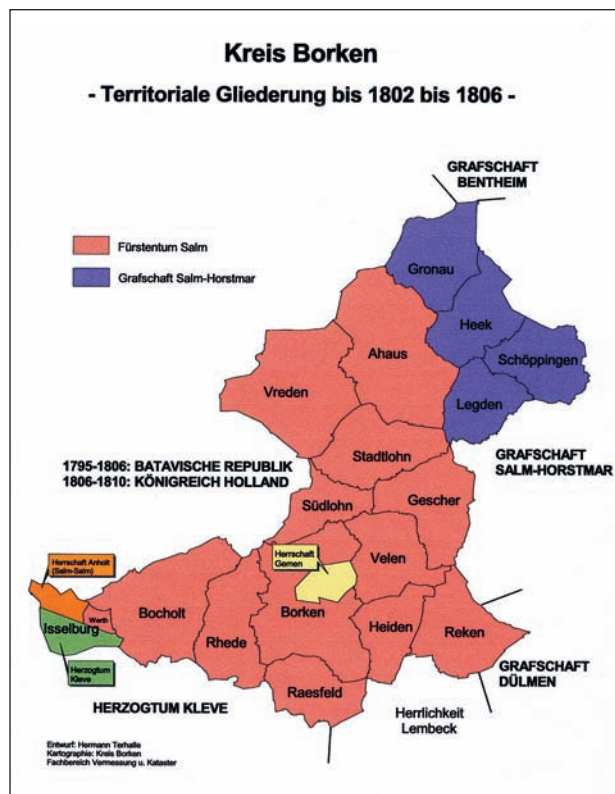 Kreis Borken
- Territoriale Gliederung bis 1802 bis 1806 -
GRAFSCHAFT
BENTHEIM
Fürstentum Salm
Grafschaft Salm-Horstmar
Gronau
Heek
Ahaus
Schöppingen
Vreden
Legden
Stadtlohn
GRAFSCHAFT
SALM-HORSTMAR
1795-1806: BATAVISCHE REPUBLIK
1806-1810: KÖNIGREICH HOLLAND
Gescher
Südlohn
Herrschaft Anholt
(Salm-Salm)
Herrschaft
Gemen
Velen
Werth
Isselburg
Bocholt
Rhede
Borken
Heiden
Reken
Herzogtum
Kleve
GRAFSCHAFT
DÜLMEN
Raesfeld
HERZOGTUM KLEVE
Herrlichkeit
Lembeck
Entwurf: Hermann Terhalle
Kartographie: Kreis Borken
Fachbereich Vermessung u. Kataster